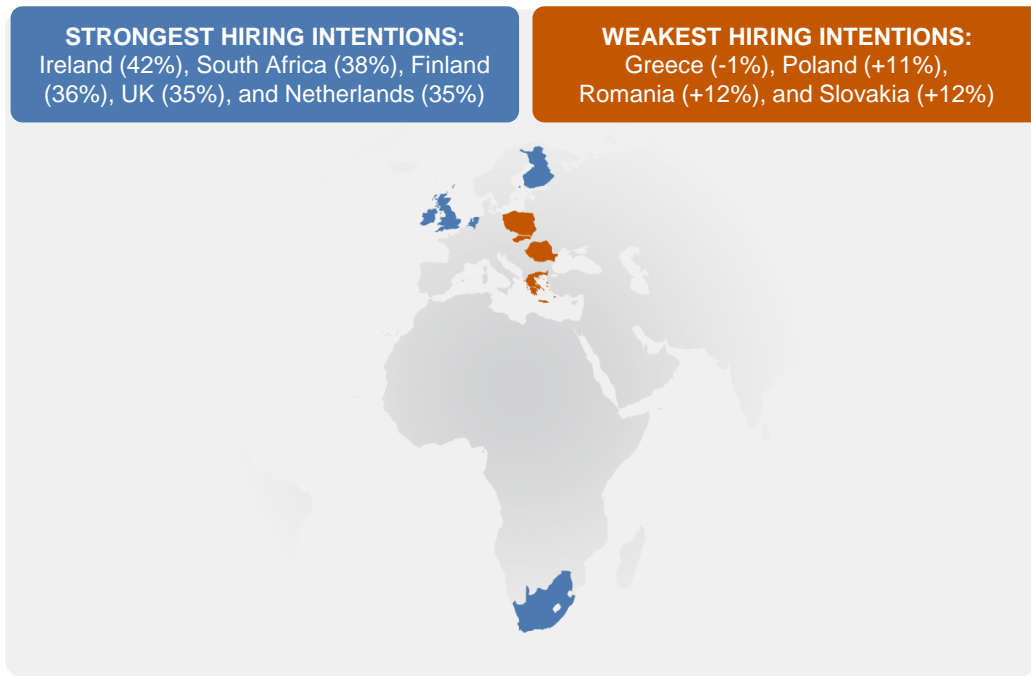 STRONGEST HIRING INTENTIONS:
Ireland (42%), South Africa (38%), Finland
(36%), UK (35%), and Netherlands (35%)
WEAKEST HIRING INTENTIONS:
Greece (-1%), Poland (+11%),
Romania (+12%), and Slovakia (+12%)